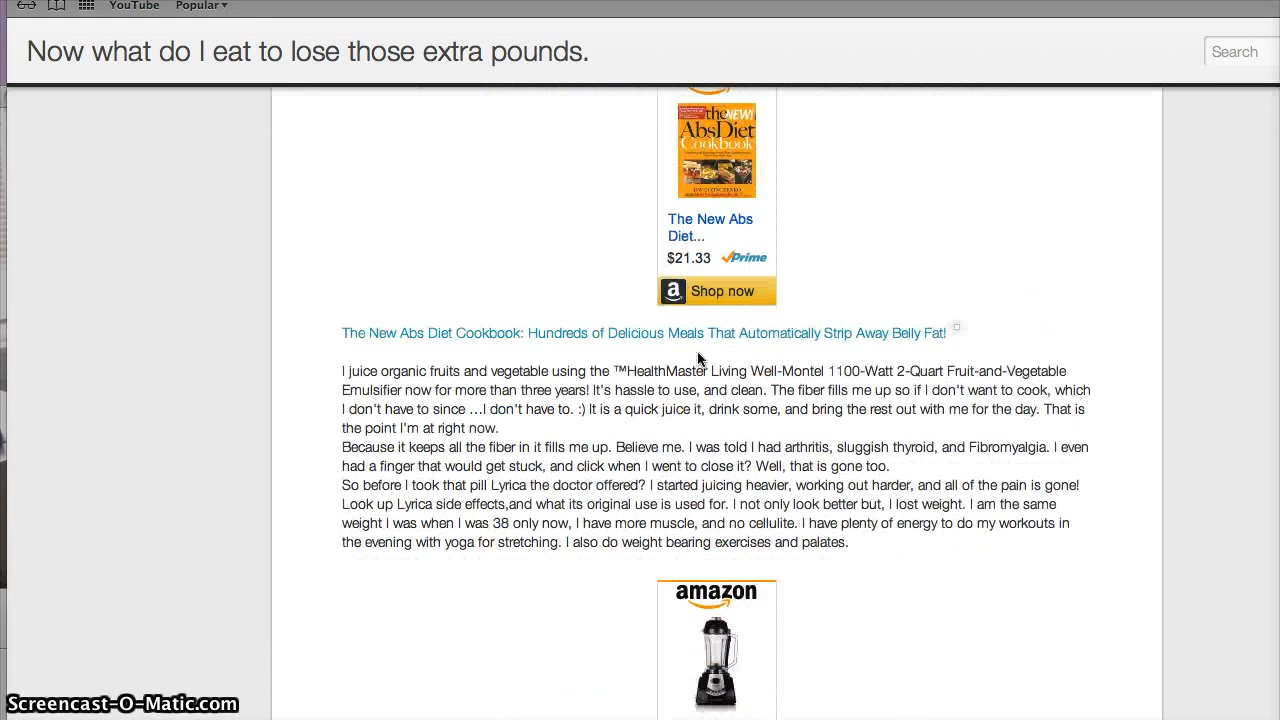 YouTube Popular
Now what do I eat to lose those extra pounds.
Search
the NEW!
AbsDiet
Cookbook
The New Abs
Diet...
$21.33 Prime
a Shop now
The New Abs Diet Cookbook: Hundreds of Delicious Meals That Automatically Strip Away Belly Fat!
I juice organic fruits and vegetable using the ™HealthMaster Living Well-Montel 1100-Watt 2-Quart Fruit-and-Vegetable
Emulsifier now for more than three years! It's hassle to use, and clean. The fiber fills me up so if I don't want to cook, which
I don't have to since …I don't have to. :) It is a quick juice it, drink some, and bring the rest out with me for the day. That is
the point I'm at right now.
Because it keeps all the fiber in it fills me up. Believe me. I was told I had arthritis, sluggish thyroid, and Fibromyalgia. I even
had a finger that would get stuck, and click when I went to close it? Well, that is gone too.
So before I took that pill Lyrica the doctor offered? I started juicing heavier, working out harder, and all of the pain is gone!
Look up Lyrica side effects,and what its original use is used for. I not only look better but, I lost weight. I am the same
weight I was when I was 38 only now, I have more muscle, and no cellulite. I have plenty of energy to do my workouts in
the evening with yoga for stretching. I also do weight bearing exercises and palates.
amazon
Screencast-O-Matic.com